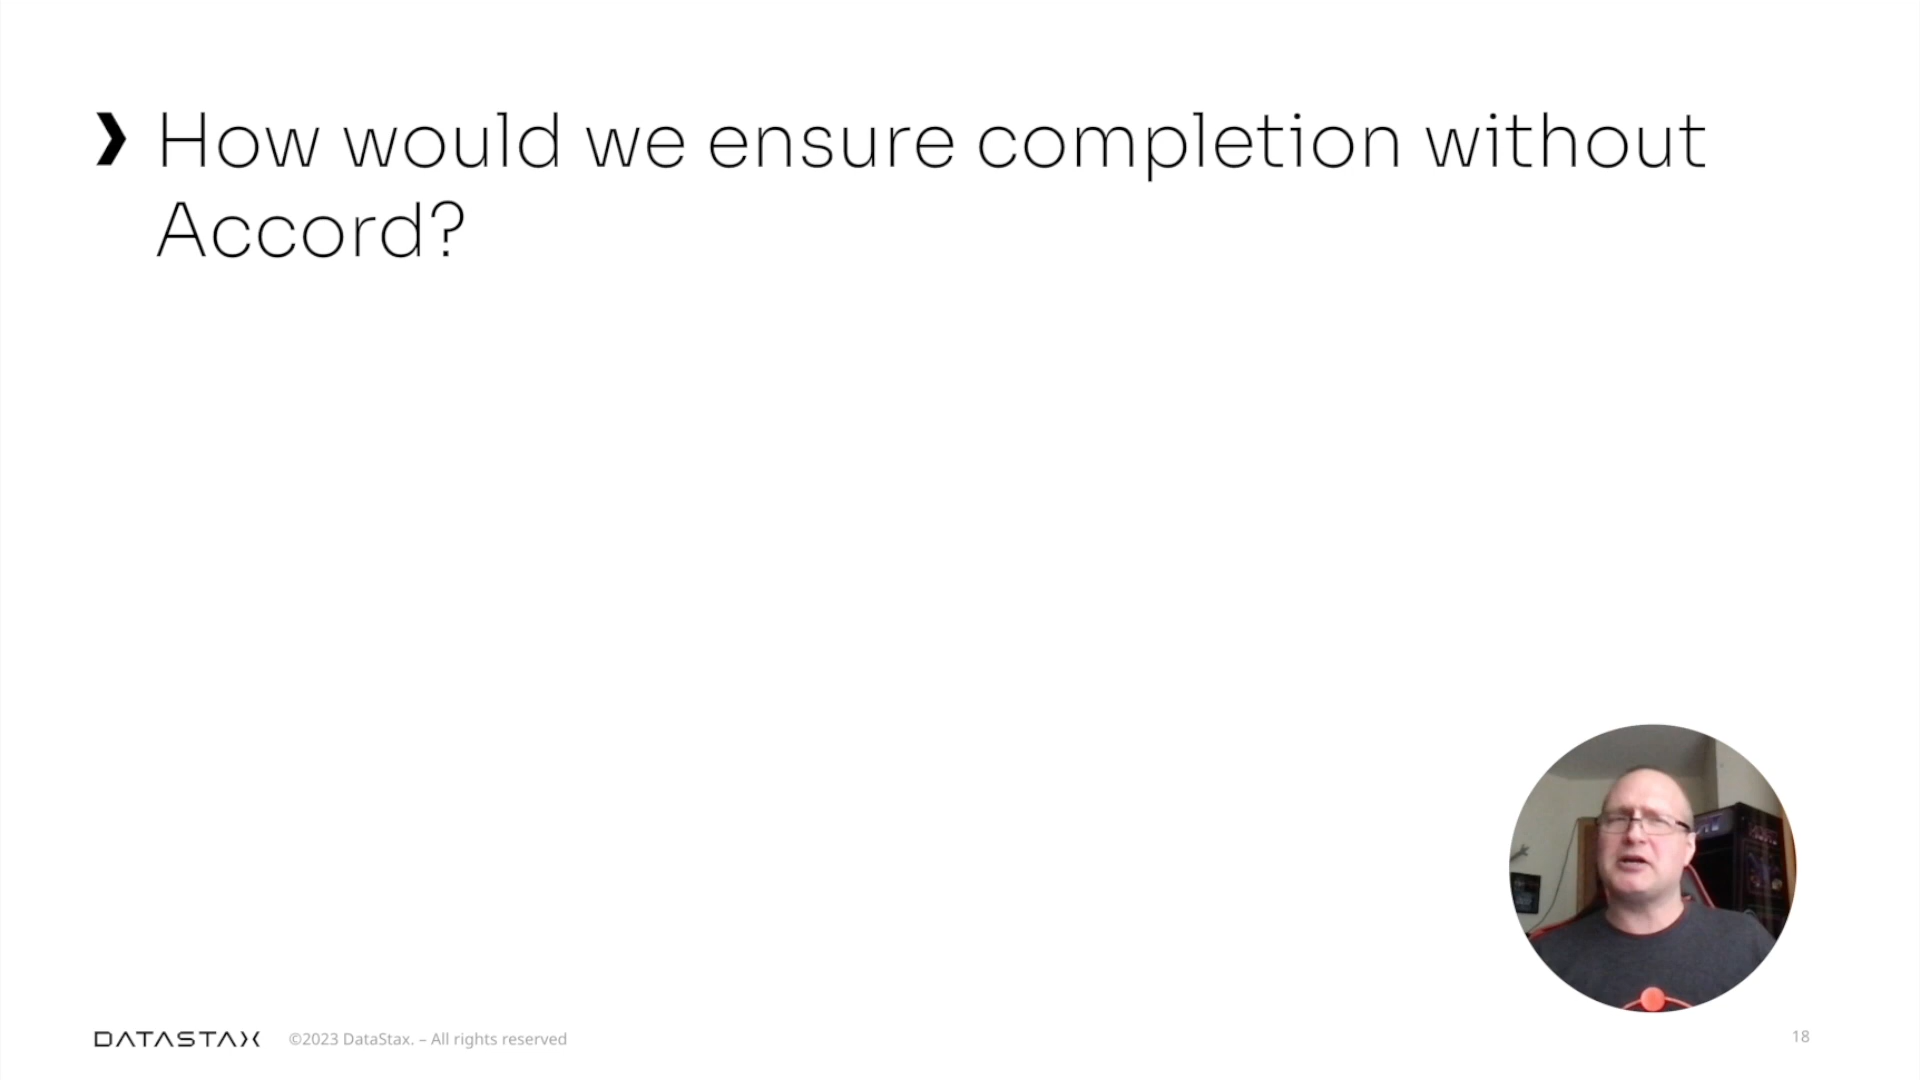 ❯ How would we ensure completion without
Accord?
DATASTAX ©2023 DataStax. – All rights reserved
18